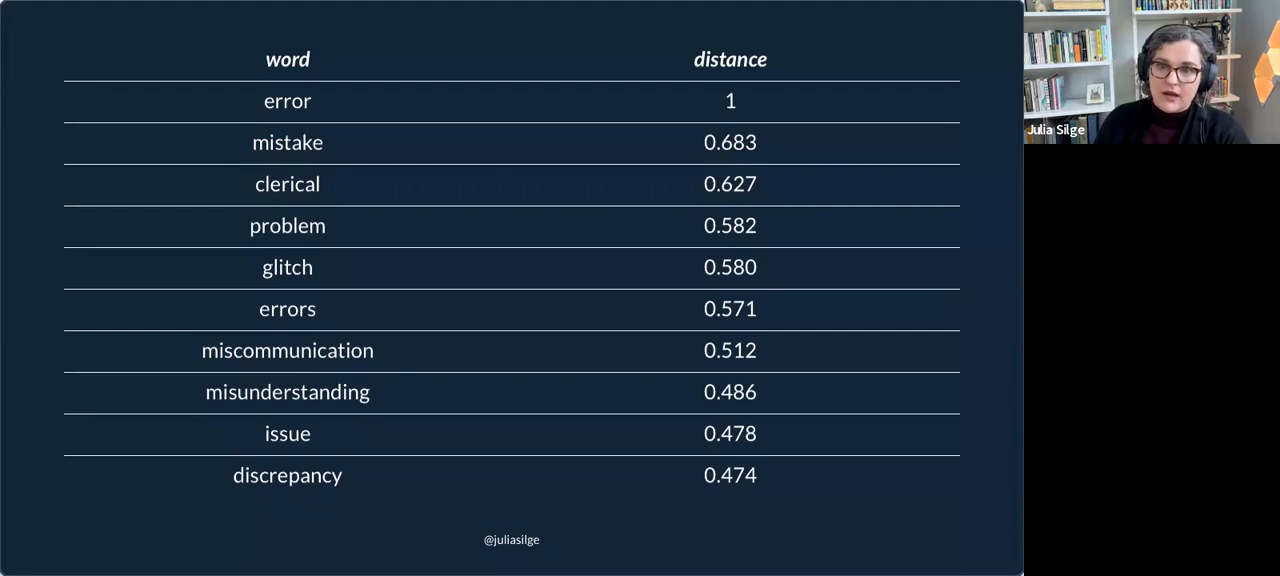 word distance
error 1
mistake 0.683
clerical 0.627
problem 0.582
glitch 0.580
errors 0.571
miscommunication 0.512
misunderstanding 0.486
issue 0.478
discrepancy 0.474
@juliasilge
Julia Silge